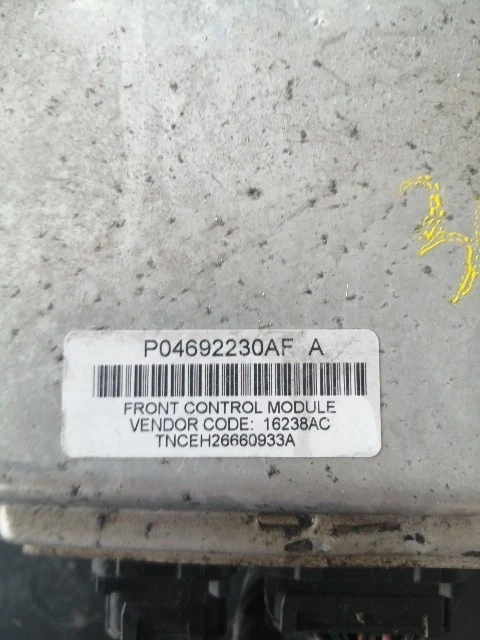 P04692230AF A
FRONT CONTROL MODULE
VENDOR CODE: 16238AC
TNCEH26660933A